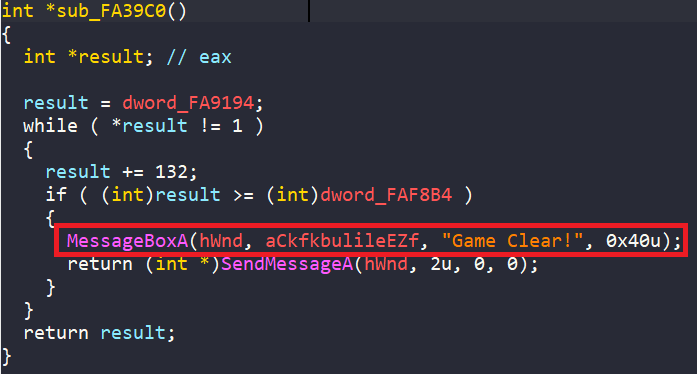 int *sub_FA39C0()
{
  int *result; // eax

  result = dword_FA9194;
  while ( *result != 1 )
  {
    result += 132;
    if ( (int)result >= (int)dword_FAF8B4 )
    {
      MessageBoxA(hWnd, aCkfkbulileEZf, "Game Clear!", 0x40u);
      return (int *)SendMessageA(hWnd, 2u, 0, 0);
    }
  }
  return result;
}